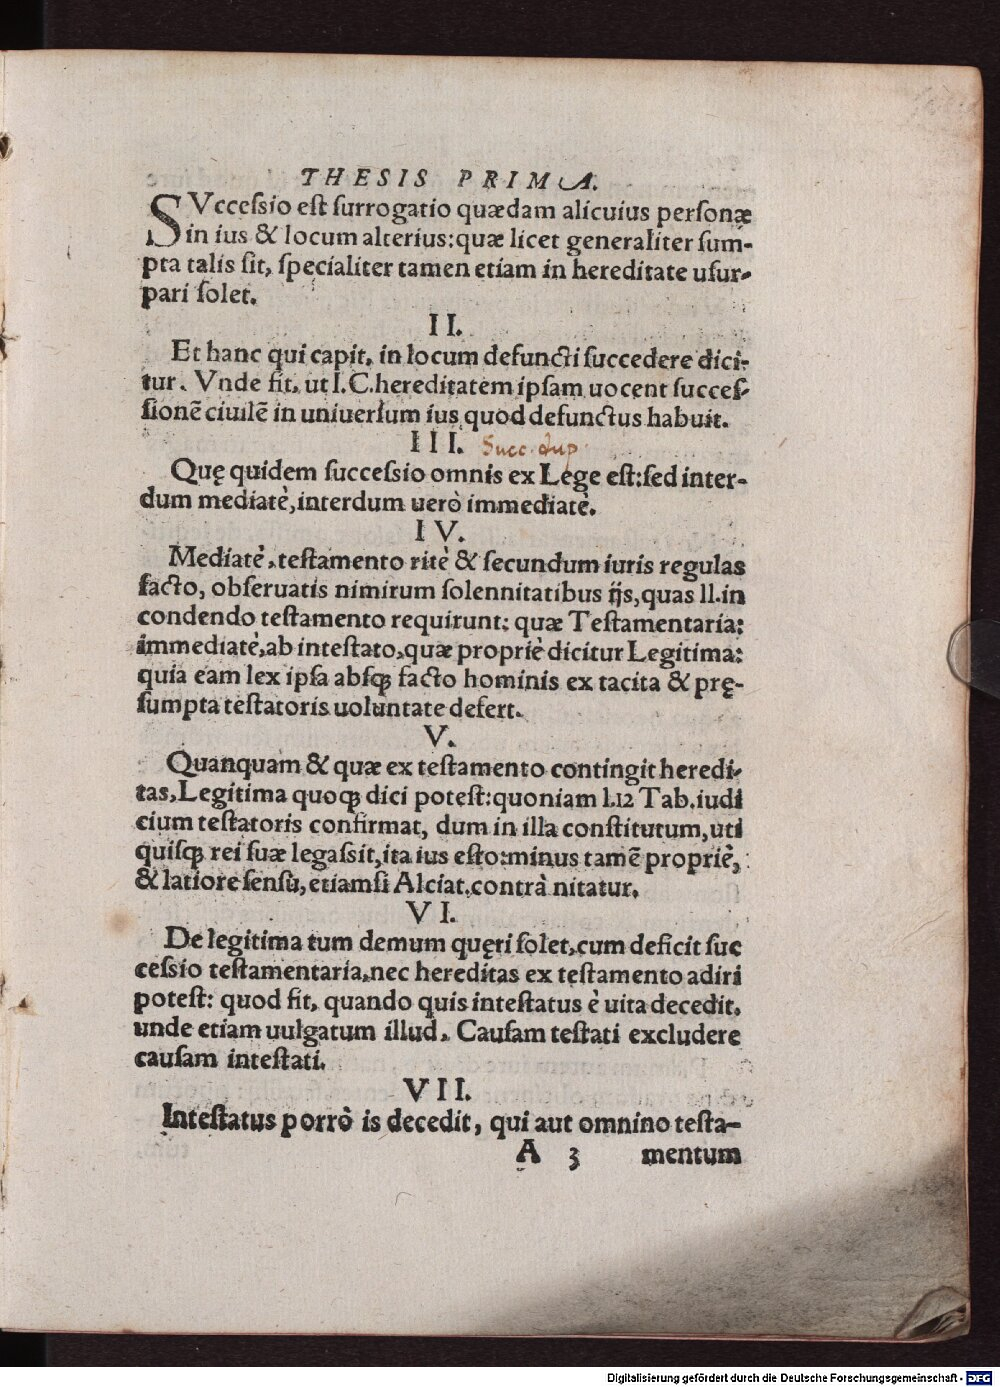 THESIS PRIMA.
SVccessio est surrogatio quædam alicuius personæ
in ius & locum alterius: quæ licet generaliter sum-
pta talis sit, specialiter tamen etiam in hereditate usur-
pari solet.
II.
Et hanc qui capit, in locum defuncti succedere dici-
tur. Vnde fit, ut I.C. hereditatem ipsam uocent succes-
sionē ciuilē in uniuersum ius quod defunctus habuit.
III. Succ. dup
Quę quidem successio omnis ex Lege est: sed inter-
dum mediatè, interdum uerò immediatè.
IV.
Mediatè, testamento ritè & secundum iuris regulas
facto, obseruatis nimirum solennitatibus ijs, quas ll. in
condendo testamento requirunt: quæ Testamentaria:
immediatè, ab intestato, quæ propriè dicitur Legitima:
quia eam lex ipsa absq; facto hominis ex tacita & prę-
sumpta testatoris uoluntate defert.
V.
Quanquam & quæ ex testamento contingit heredi-
tas, Legitima quoq; dici potest: quoniam l. 12 Tab. iudi
cium testatoris confirmat, dum in illa constitutum, uti
quisq; rei suæ legassit, ita ius esto: minus tamē propriè,
& latiore sensu, etiamsi Alciat. contrà nitatur.
VI.
De legitima tum demum quęri solet, cum deficit suc
cessio testamentaria, nec hereditas ex testamento adiri
potest: quod fit, quando quis intestatus è uita decedit.
unde etiam uulgatum illud, Causam testati excludere
causam intestati.
VII.
Intestatus porrò is decedit, qui aut omnino testa-
A 3 mentum
Digitalisierung gefördert durch die Deutsche Forschungsgemeinschaft - DFG